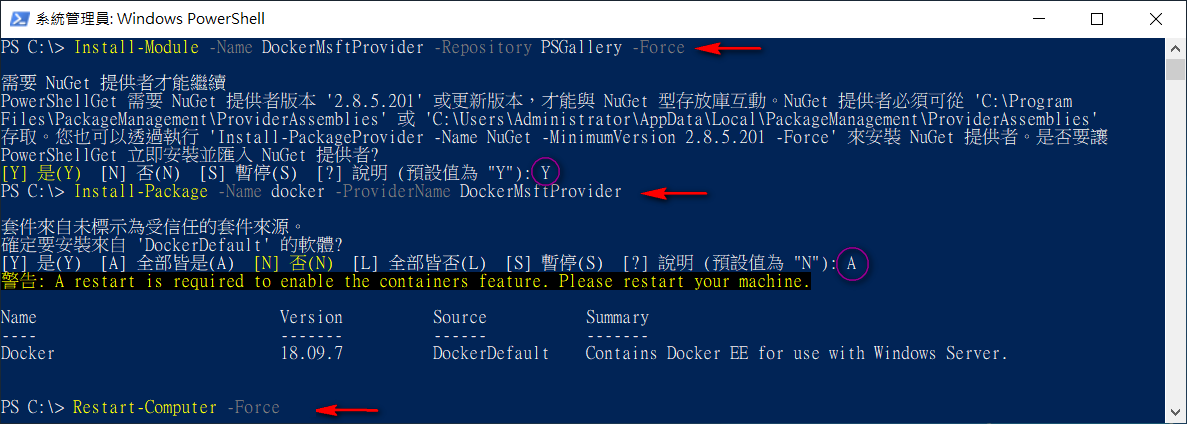 系統管理員: Windows PowerShell
PS C:\> Install-Module -Name DockerMsftProvider -Repository PSGallery -Force
需要 NuGet 提供者才能繼續
PowerShellGet 需要 NuGet 提供者版本 '2.8.5.201' 或更新版本，才能與 NuGet 型存放庫互動。NuGet 提供者必須可從 'C:\Program
Files\PackageManagement\ProviderAssemblies' 或 'C:\Users\Administrator\AppData\Local\PackageManagement\ProviderAssemblies'
存取。您也可以透過執行 'Install-PackageProvider -Name NuGet -MinimumVersion 2.8.5.201 -Force' 來安裝 NuGet 提供者。是否要讓
PowerShellGet 立即安裝並匯入 NuGet 提供者?
[Y] 是(Y)  [N] 否(N)  [S] 暫停(S)  [?] 說明 (預設值為 "Y"): Y
PS C:\> Install-Package -Name docker -ProviderName DockerMsftProvider
套件來自未標示為受信任的套件來源。
確定要安裝來自 'DockerDefault' 的軟體?
[Y] 是(Y)  [A] 全部皆是(A)  [N] 否(N)  [L] 全部皆否(L)  [S] 暫停(S)  [?] 說明 (預設值為 "N"): A
警告: A restart is required to enable the containers feature. Please restart your machine.
Name Version Source Summary
---- ------- ------ -------
Docker 18.09.7 DockerDefault Contains Docker EE for use with Windows Server.
PS C:\> Restart-Computer -Force